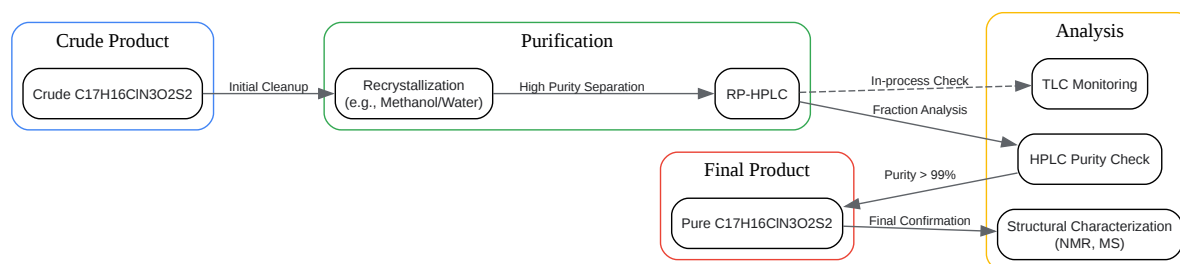 Crude Product
Crude C17H16ClN3O2S2
Initial Cleanup
Purification
Recrystallization
(e.g., Methanol/Water)
High Purity Separation
RP-HPLC
In-process Check
Fraction Analysis
Analysis
TLC Monitoring
HPLC Purity Check
Purity > 99%
Final Product
Pure C17H16ClN3O2S2
Final Confirmation
Structural Characterization
(NMR, MS)